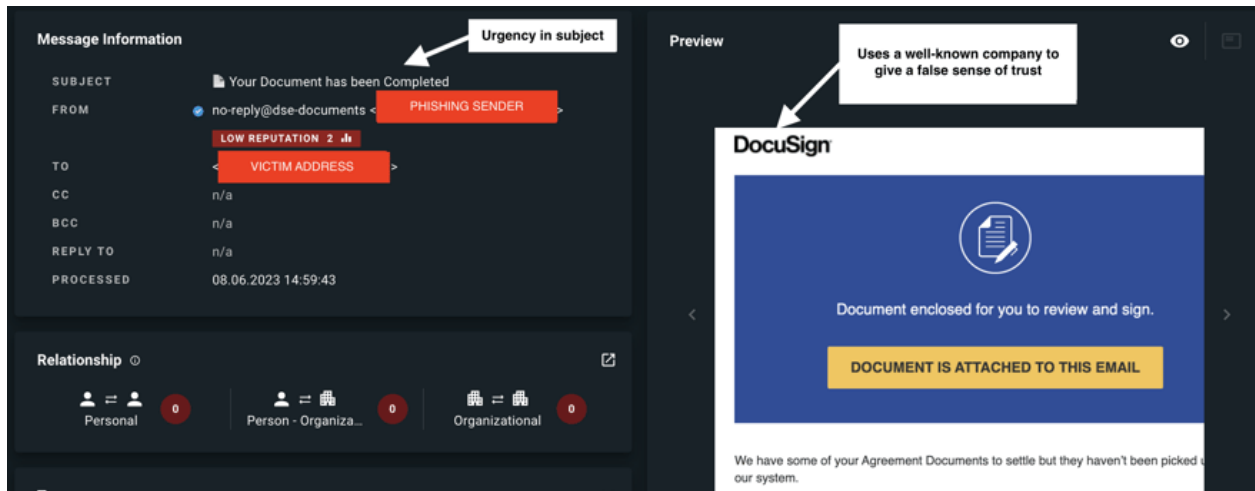 Message Information
Urgency in subject
SUBJECT
Your Document has been Completed
FROM
no-reply@dse-documents < PHISHING SENDER >
LOW REPUTATION 2
TO
< VICTIM ADDRESS >
CC
n/a
BCC
n/a
REPLY TO
n/a
PROCESSED
08.06.2023 14:59:43
Relationship
0
Personal
0
Person - Organiza...
0
Organizational
Preview
Uses a well-known company to
give a false sense of trust
DocuSign
Document enclosed for you to review and sign.
DOCUMENT IS ATTACHED TO THIS EMAIL
We have some of your Agreement Documents to settle but they haven't been picked
our system.